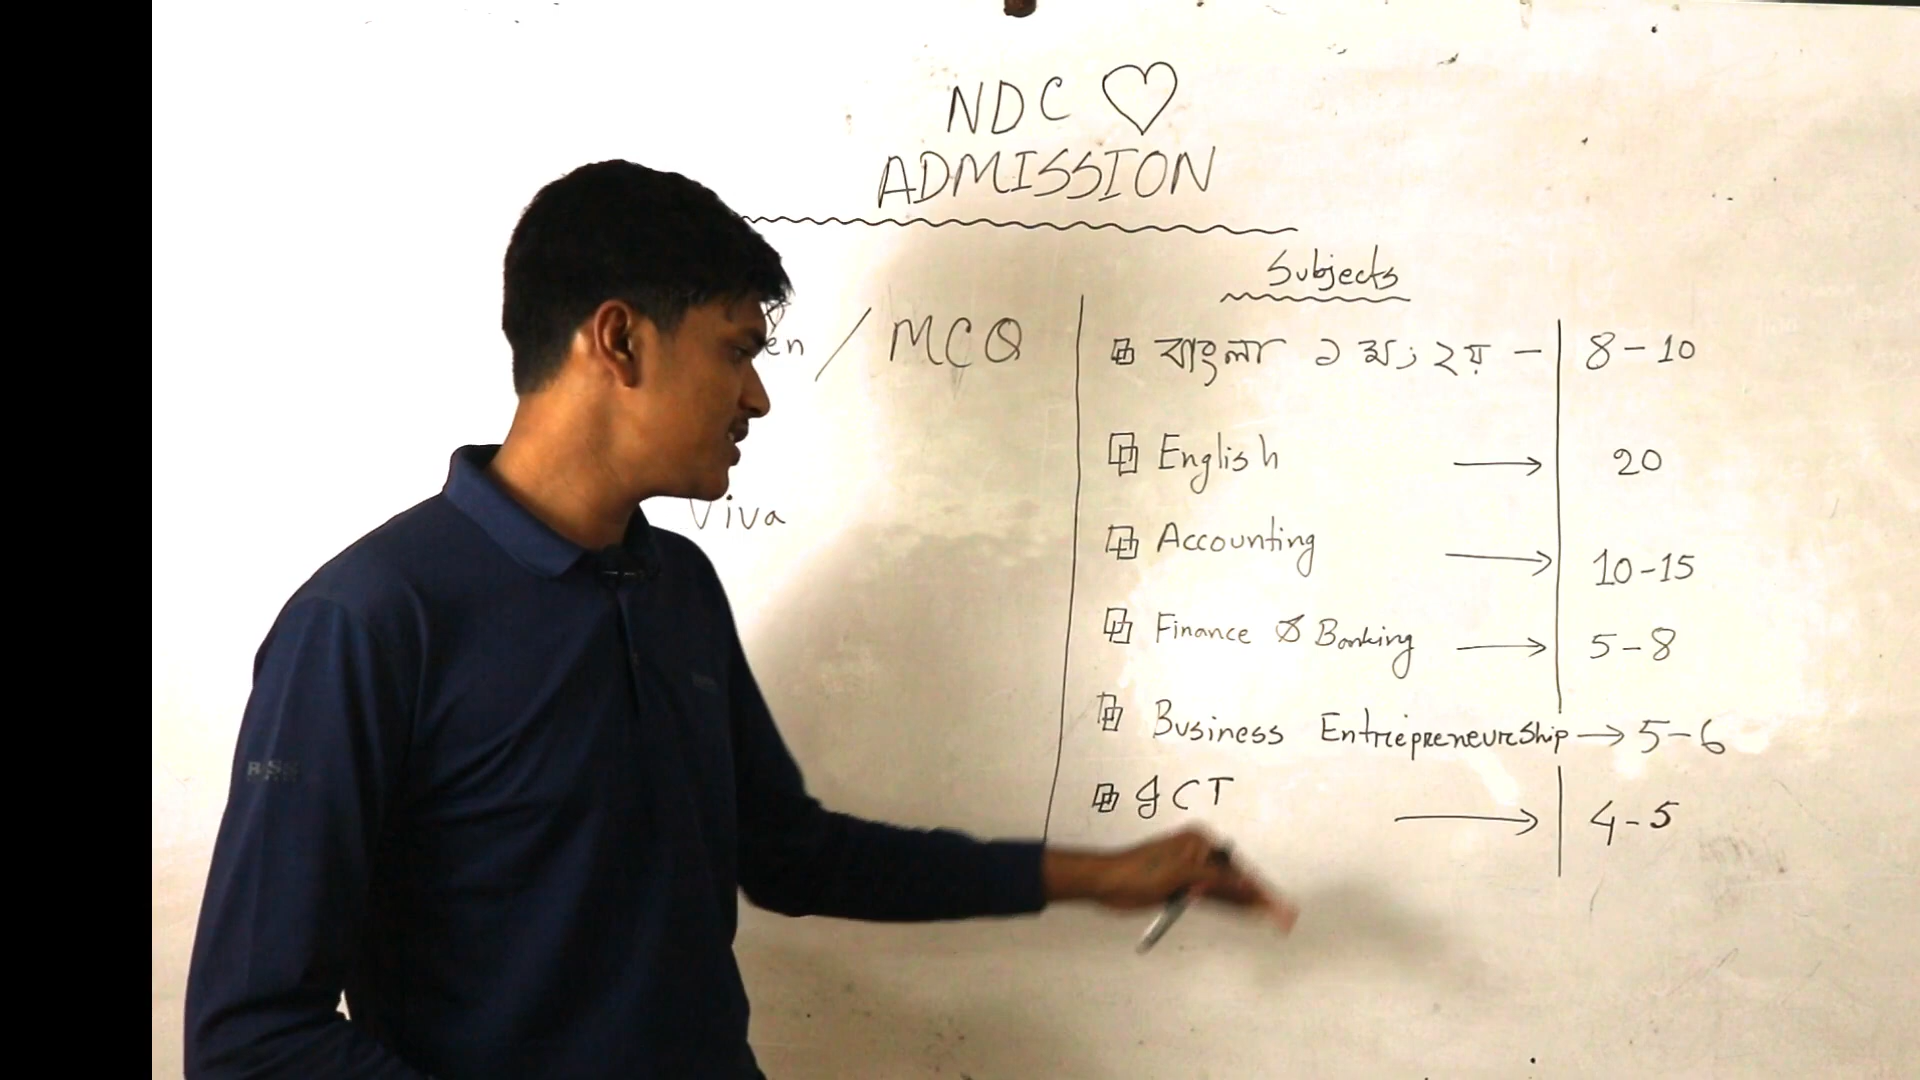 NDC ♡
ADMISSION
Subjects
/ MCQ
Viva
বাংলা ১ম, ২য় - 8-10
English → 20
Accounting → 10-15
Finance & Banking → 5-8
Business Entrepreneurship → 5-6
ICT → 4-5